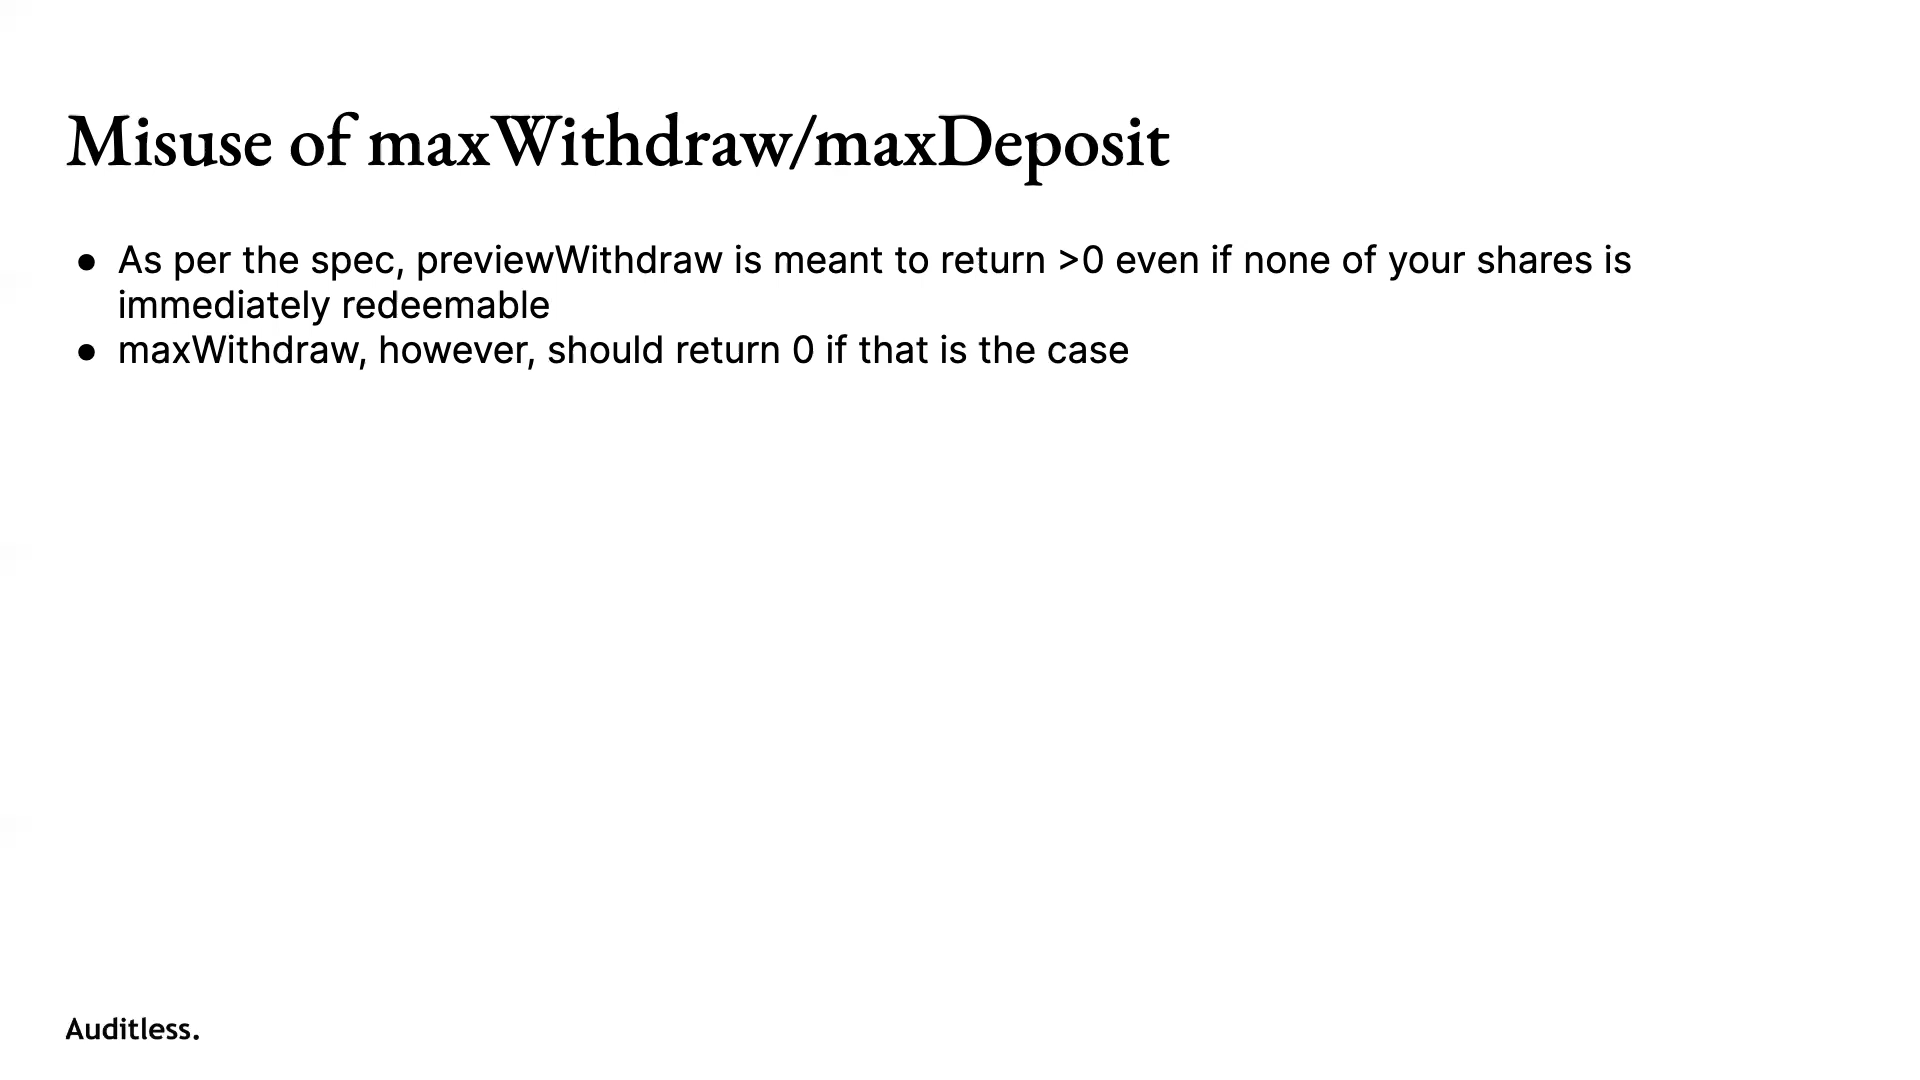 Misuse of maxWithdraw/maxDeposit
● As per the spec, previewWithdraw is meant to return >0 even if none of your shares is
immediately redeemable
● maxWithdraw, however, should return 0 if that is the case
Auditless.